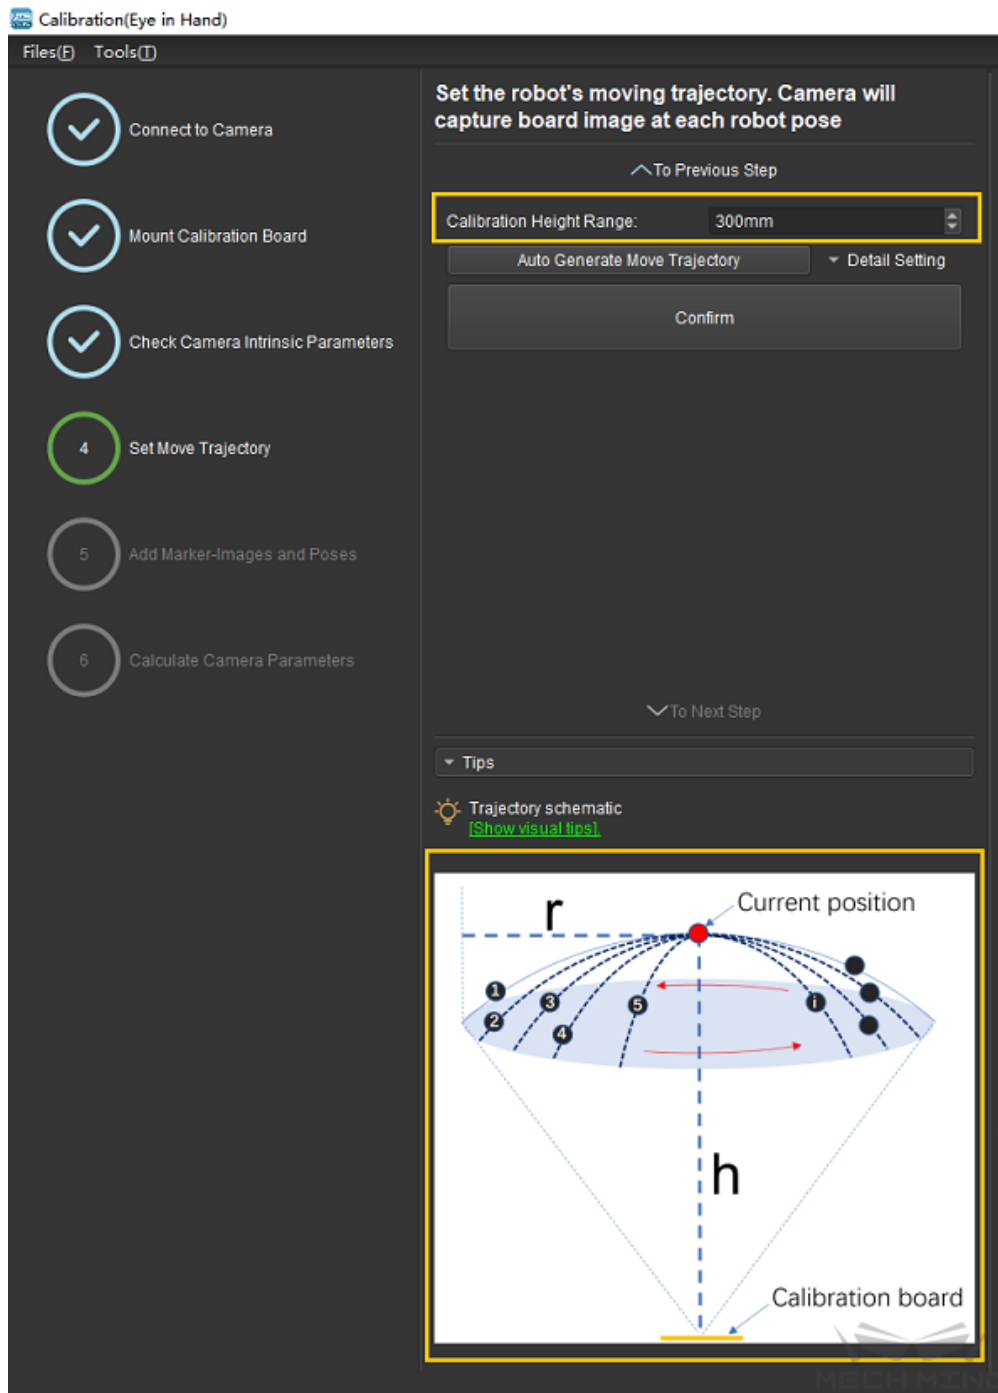 Calibration(Eye in Hand)
Files(F) Tools(T)
Connect to Camera
Mount Calibration Board
Check Camera Intrinsic Parameters
4 Set Move Trajectory
5 Add Marker-Images and Poses
6 Calculate Camera Parameters
Set the robot's moving trajectory. Camera will
capture board image at each robot pose
To Previous Step
Calibration Height Range: 300mm
Auto Generate Move Trajectory Detail Setting
Confirm
To Next Step
Tips
Trajectory schematic
[Show visual tips].
r
Current position
1
2
3
4
5
i
h
Calibration board
MECH MIND